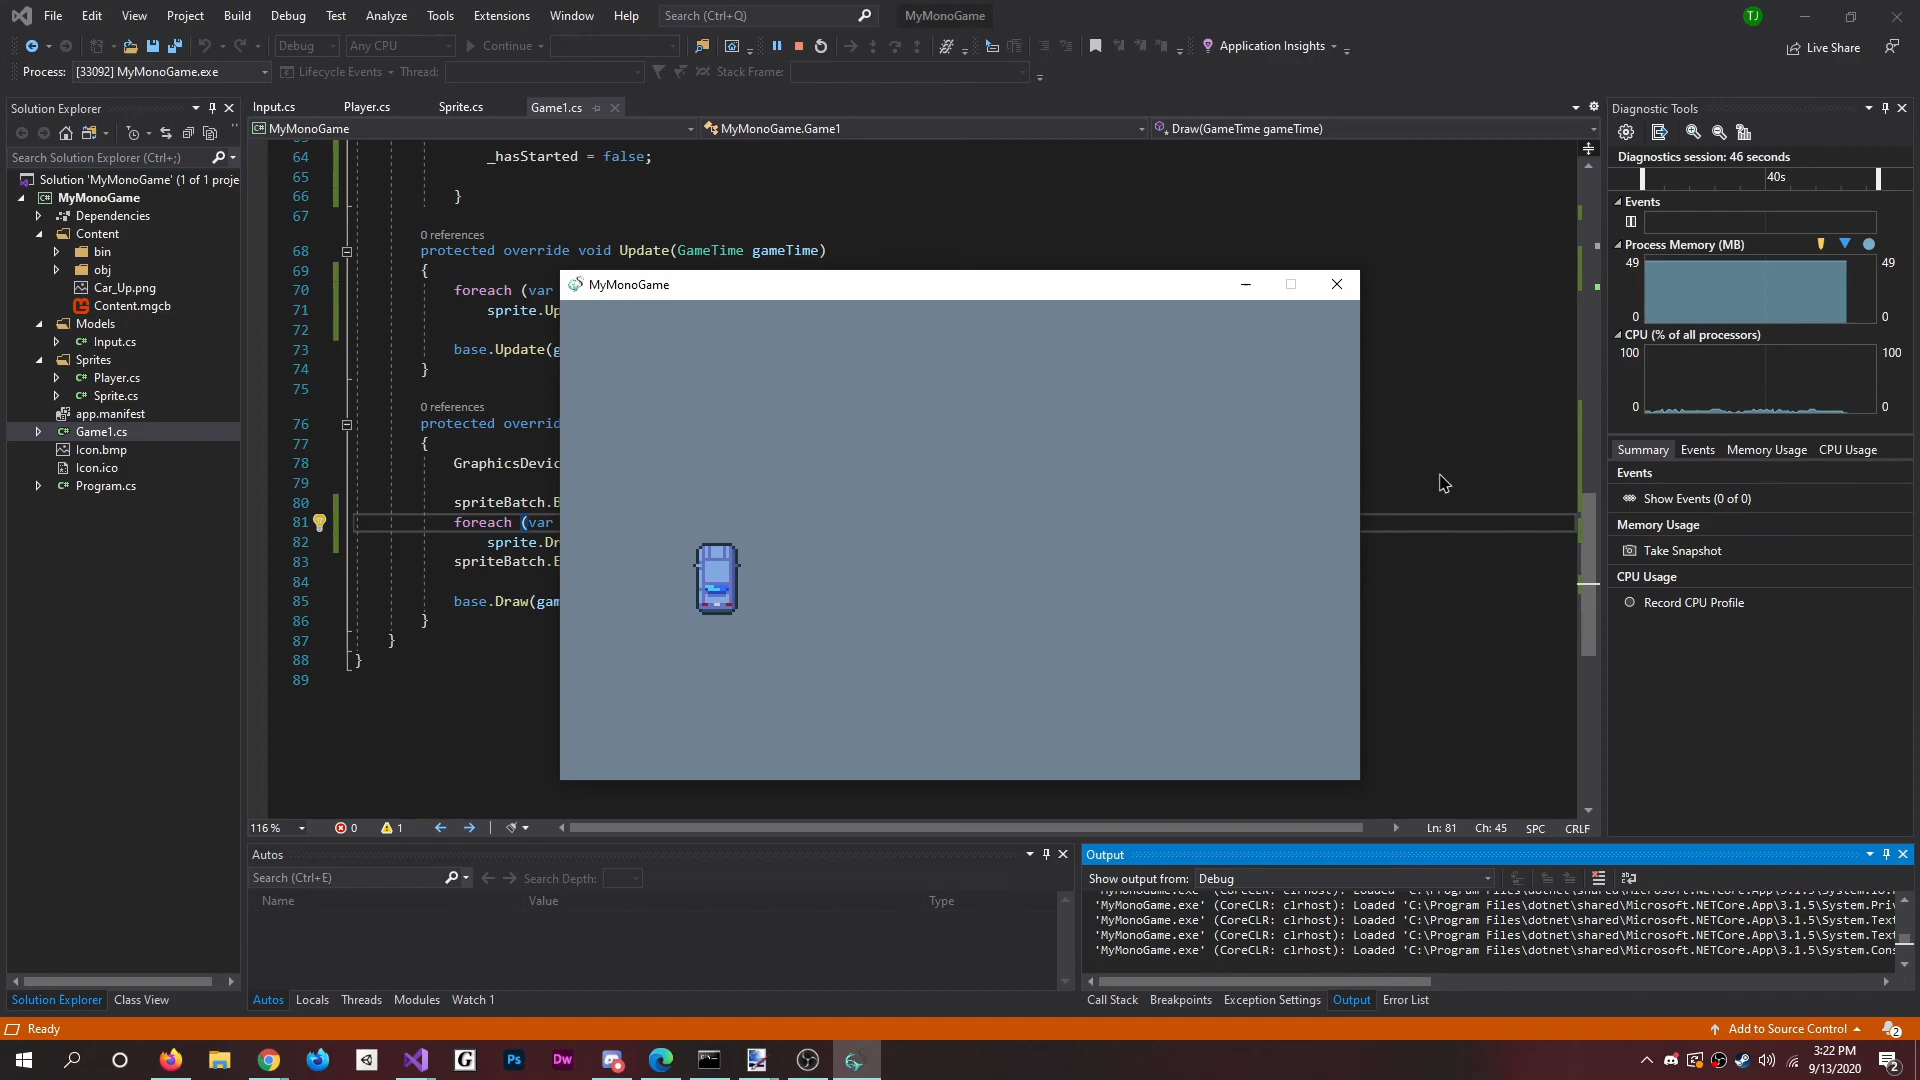 File Edit View Project Build Debug Test Analyze Tools Extensions Window Help Search (Ctrl+Q) MyMonoGame TJ
Debug Any CPU Continue Application Insights Live Share
Process: [33092] MyMonoGame.exe Lifecycle Events Thread: Stack Frame:
Solution Explorer
Search Solution Explorer (Ctrl+;)
Solution 'MyMonoGame' (1 of 1 proje
MyMonoGame
Dependencies
Content
bin
obj
Car_Up.png
Content.mgcb
Models
Input.cs
Sprites
Player.cs
Sprite.cs
app.manifest
Game1.cs
Icon.bmp
Icon.ico
Program.cs
Solution Explorer Class View
Input.cs Player.cs Sprite.cs Game1.cs
MyMonoGame MyMonoGame.Game1 Draw(GameTime gameTime)
64 _hasStarted = false;
65
66 }
67
0 references
68 protected override void Update(GameTime gameTime)
69 {
70 foreach (var
71 sprite.Up
72
73 base.Update(g
74 }
75
0 references
76 protected overrid
77 {
78 GraphicsDevic
79
80 spriteBatch.B
81 foreach (var
82 sprite.Dr
83 spriteBatch.E
84
85 base.Draw(gam
86 }
87 }
88 }
89
MyMonoGame
116 % 0 1 Ln: 81 Ch: 45 SPC CRLF
Autos
Search (Ctrl+E) Search Depth:
Name Value Type
Autos Locals Threads Modules Watch 1
Output
Show output from: Debug
'MyMonoGame.exe' (CoreCLR: clrhost): Loaded 'C:\Program Files\dotnet\shared\Microsoft.NETCore.App\3.1.5\System.Pri
'MyMonoGame.exe' (CoreCLR: clrhost): Loaded 'C:\Program Files\dotnet\shared\Microsoft.NETCore.App\3.1.5\System.Text
'MyMonoGame.exe' (CoreCLR: clrhost): Loaded 'C:\Program Files\dotnet\shared\Microsoft.NETCore.App\3.1.5\System.Text
'MyMonoGame.exe' (CoreCLR: clrhost): Loaded 'C:\Program Files\dotnet\shared\Microsoft.NETCore.App\3.1.5\System.Cons
Call Stack Breakpoints Exception Settings Output Error List
Diagnostic Tools
Diagnostics session: 46 seconds
40s
Events
Process Memory (MB)
49 49
0 0
CPU (% of all processors)
100 100
0 0
Summary Events Memory Usage CPU Usage
Events
Show Events (0 of 0)
Memory Usage
Take Snapshot
CPU Usage
Record CPU Profile
Ready Add to Source Control 2
G Ps Dw
3:22 PM
9/13/2020
2